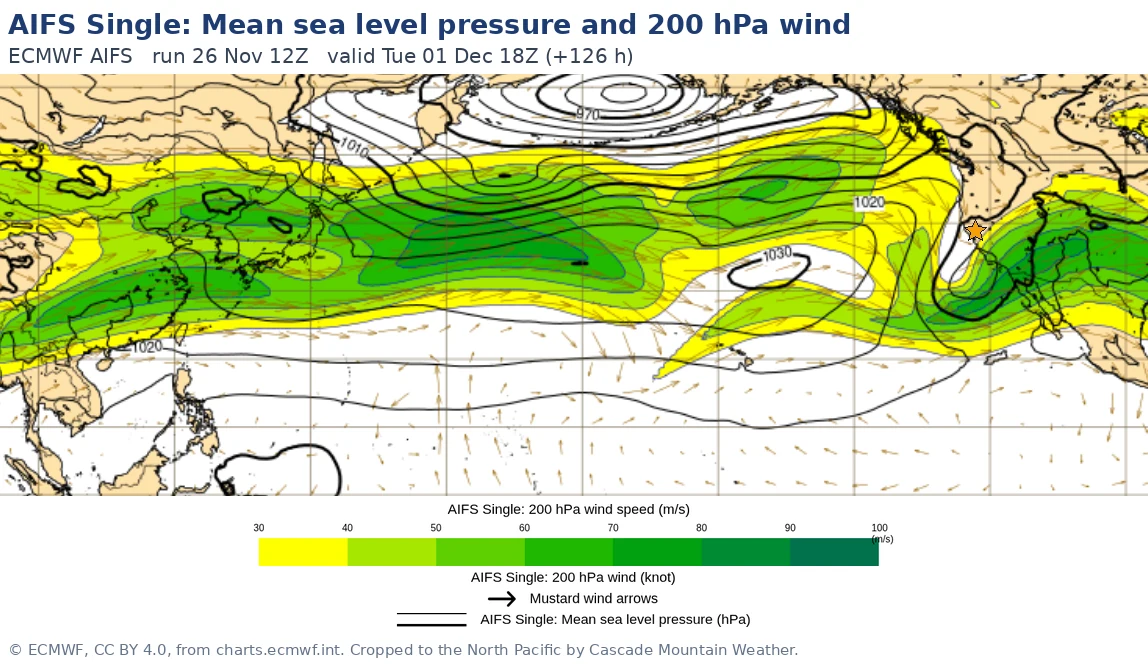 AIFS Single: Mean sea level pressure and 200 hPa wind
ECMWF AIFS run 26 Nov 12Z valid Tue 01 Dec 18Z (+126 h)
970
1010
1020
1030
1020
AIFS Single: 200 hPa wind speed (m/s)
30 40 50 60 70 80 90 100
(m/s)
AIFS Single: 200 hPa wind (knot)
Mustard wind arrows
AIFS Single: Mean sea level pressure (hPa)
© ECMWF, CC BY 4.0, from charts.ecmwf.int. Cropped to the North Pacific by Cascade Mountain Weather.